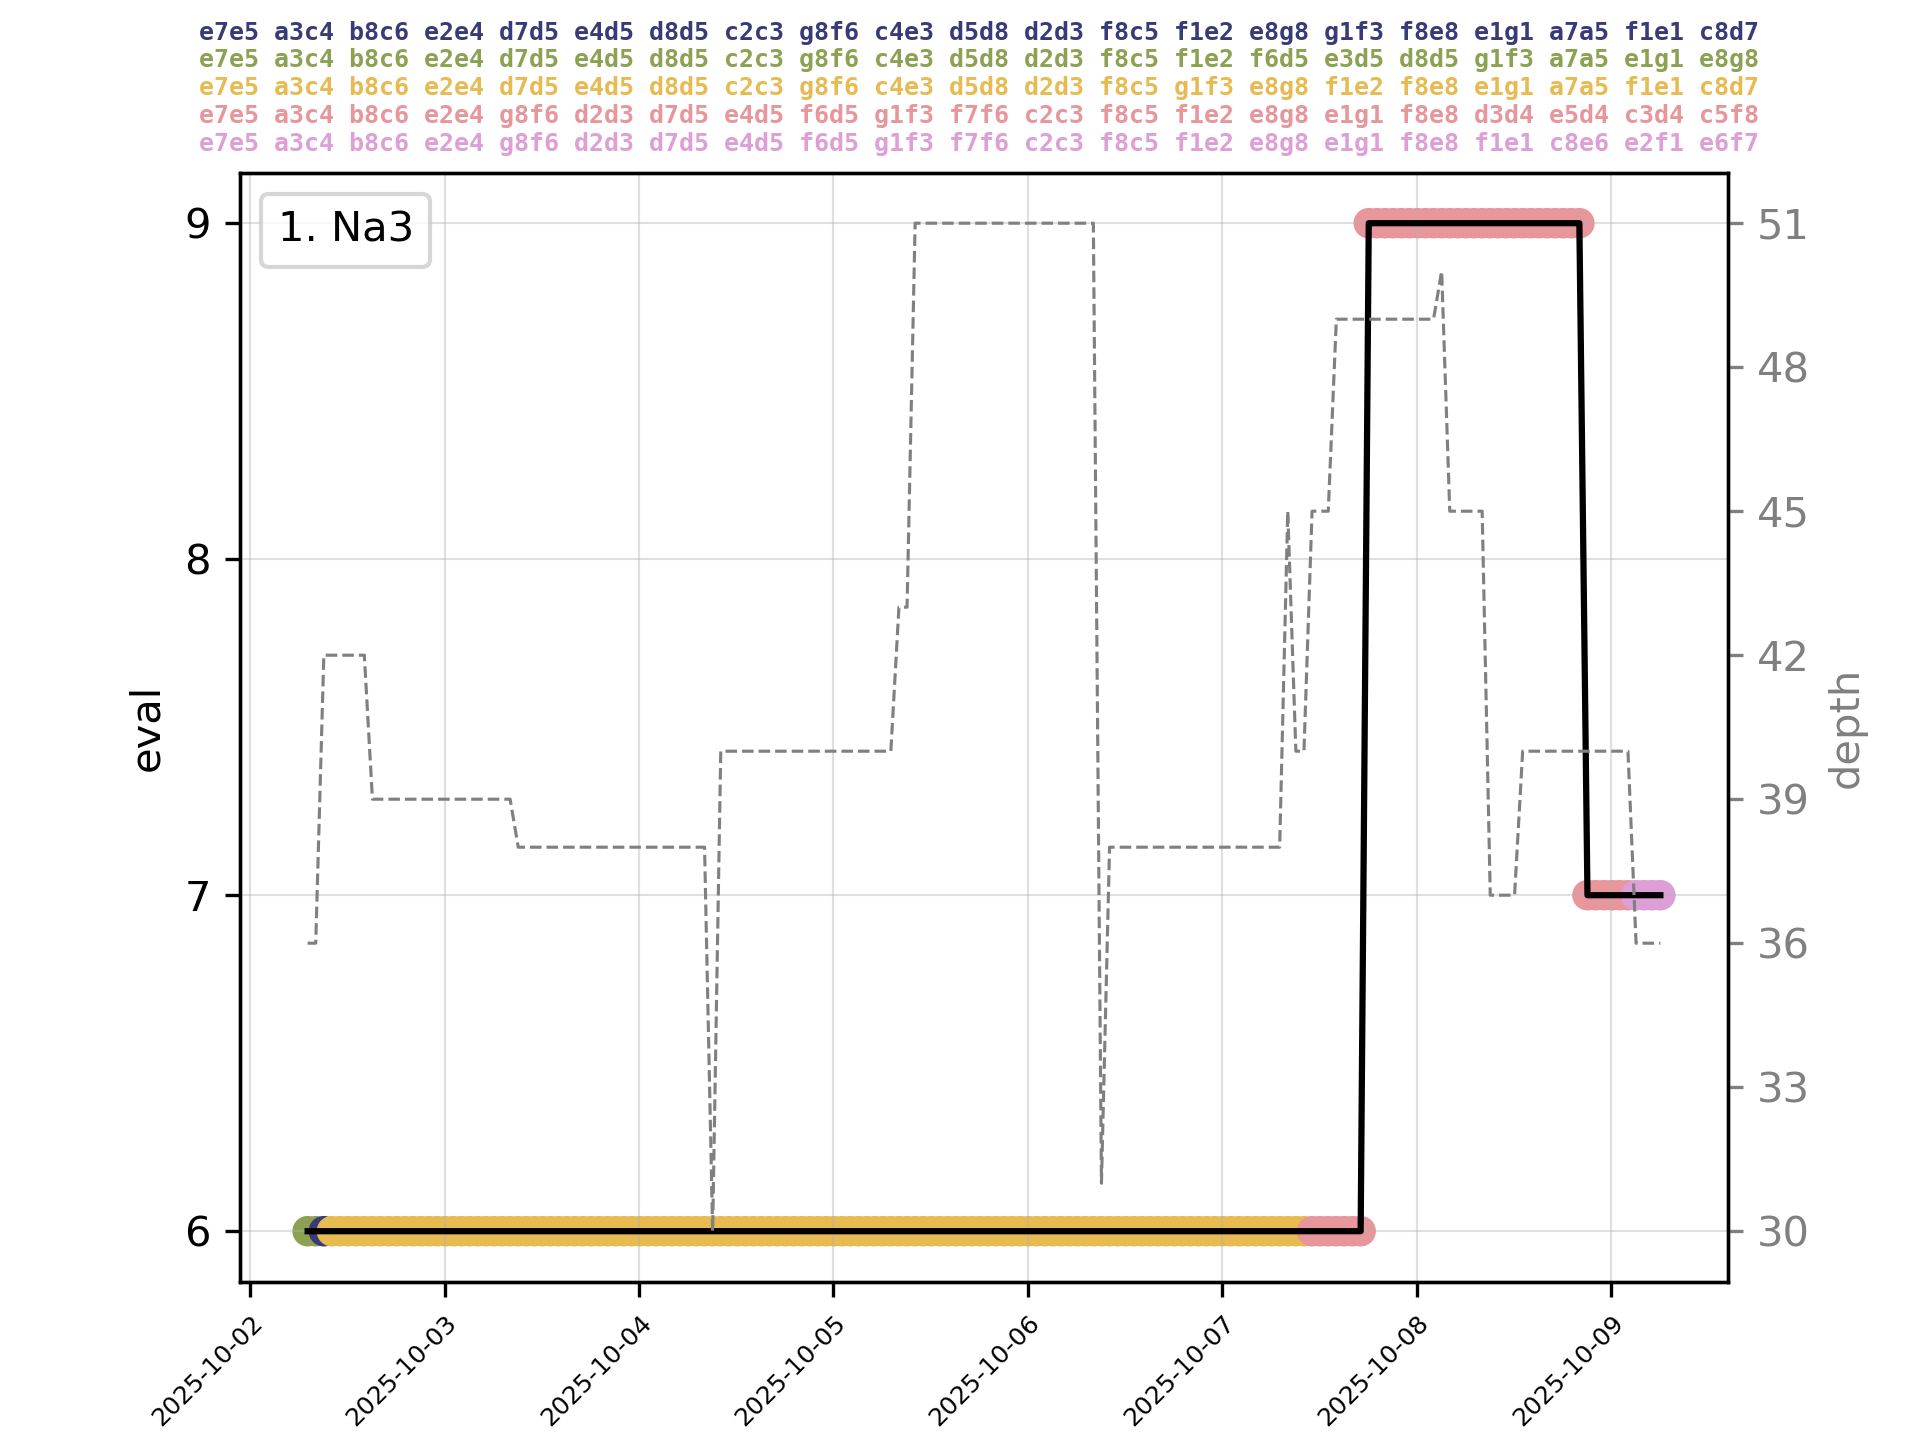 e7e5 a3c4 b8c6 e2e4 d7d5 e4d5 d8d5 c2c3 g8f6 c4e3 d5d8 d2d3 f8c5 f1e2 e8g8 g1f3 f8e8 e1g1 a7a5 f1e1 c8d7
e7e5 a3c4 b8c6 e2e4 d7d5 e4d5 d8d5 c2c3 g8f6 c4e3 d5d8 d2d3 f8c5 f1e2 f6d5 e3d5 d8d5 g1f3 a7a5 e1g1 e8g8
e7e5 a3c4 b8c6 e2e4 d7d5 e4d5 d8d5 c2c3 g8f6 c4e3 d5d8 d2d3 f8c5 g1f3 e8g8 f1e2 f8e8 e1g1 a7a5 f1e1 c8d7
e7e5 a3c4 b8c6 e2e4 g8f6 d2d3 d7d5 e4d5 f6d5 g1f3 f7f6 c2c3 f8c5 f1e2 e8g8 e1g1 f8e8 d3d4 e5d4 c3d4 c5f8
e7e5 a3c4 b8c6 e2e4 g8f6 d2d3 d7d5 e4d5 f6d5 g1f3 f7f6 c2c3 f8c5 f1e2 e8g8 e1g1 f8e8 f1e1 c8e6 e2f1 e6f7
1. Na3
9
8
7
6
eval
51
48
45
42
39
36
33
30
depth
2025-10-02
2025-10-03
2025-10-04
2025-10-05
2025-10-06
2025-10-07
2025-10-08
2025-10-09